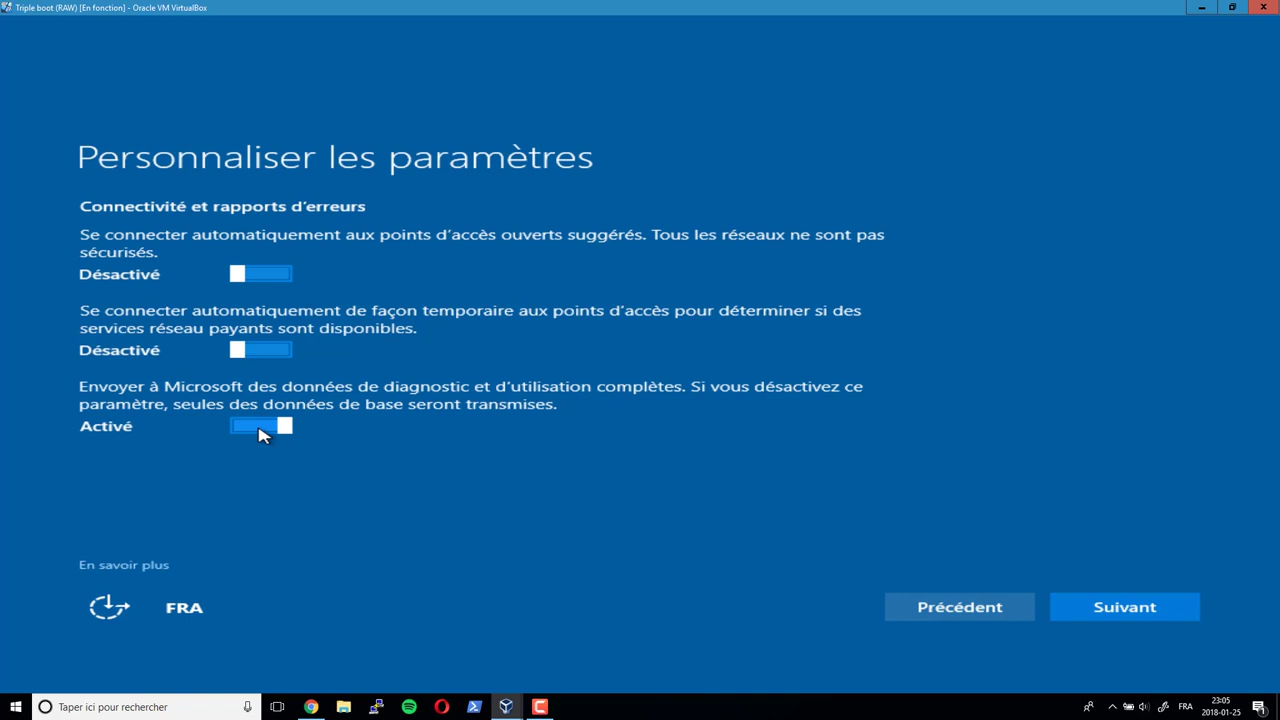 Triple boot (RAW) [En fonction] - Oracle VM VirtualBox
Personnaliser les paramètres
Connectivité et rapports d'erreurs
Se connecter automatiquement aux points d'accès ouverts suggérés. Tous les réseaux ne sont pas
sécurisés.
Désactivé
Se connecter automatiquement de façon temporaire aux points d'accès pour déterminer si des
services réseau payants sont disponibles.
Désactivé
Envoyer à Microsoft des données de diagnostic et d'utilisation complètes. Si vous désactivez ce
paramètre, seules des données de base seront transmises.
Activé
En savoir plus
FRA
Précédent
Suivant
Taper ici pour rechercher
FRA
23:05
2018-01-25
1